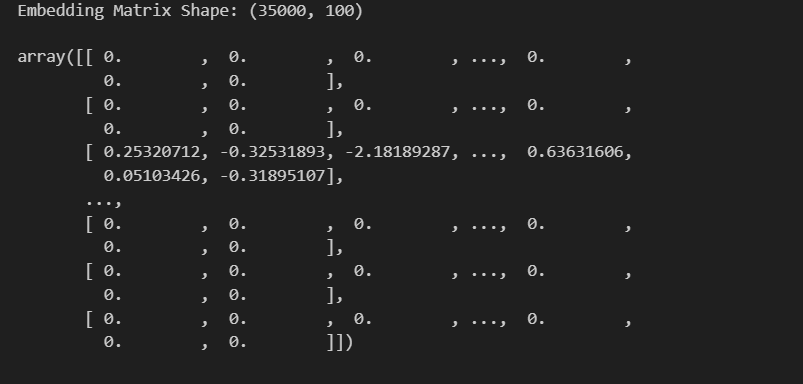 Embedding Matrix Shape: (35000, 100)
array([[ 0.        ,  0.        ,  0.        , ...,  0.        ,
         0.        ,  0.        ],
       [ 0.        ,  0.        ,  0.        , ...,  0.        ,
         0.        ,  0.        ],
       [ 0.25320712, -0.32531893, -2.18189287, ...,  0.63631606,
         0.05103426, -0.31895107],
       ...,
       [ 0.        ,  0.        ,  0.        , ...,  0.        ,
         0.        ,  0.        ],
       [ 0.        ,  0.        ,  0.        , ...,  0.        ,
         0.        ,  0.        ],
       [ 0.        ,  0.        ,  0.        , ...,  0.        ,
         0.        ,  0.        ]])